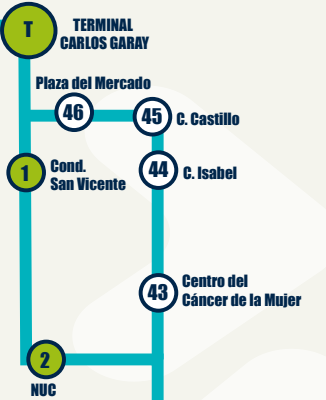 T
TERMINAL
CARLOS GARAY
Plaza del Mercado
46
45
C. Castillo
1
Cond.
San Vicente
44
C. Isabel
43
Centro del
Cáncer de la Mujer
2
NUC